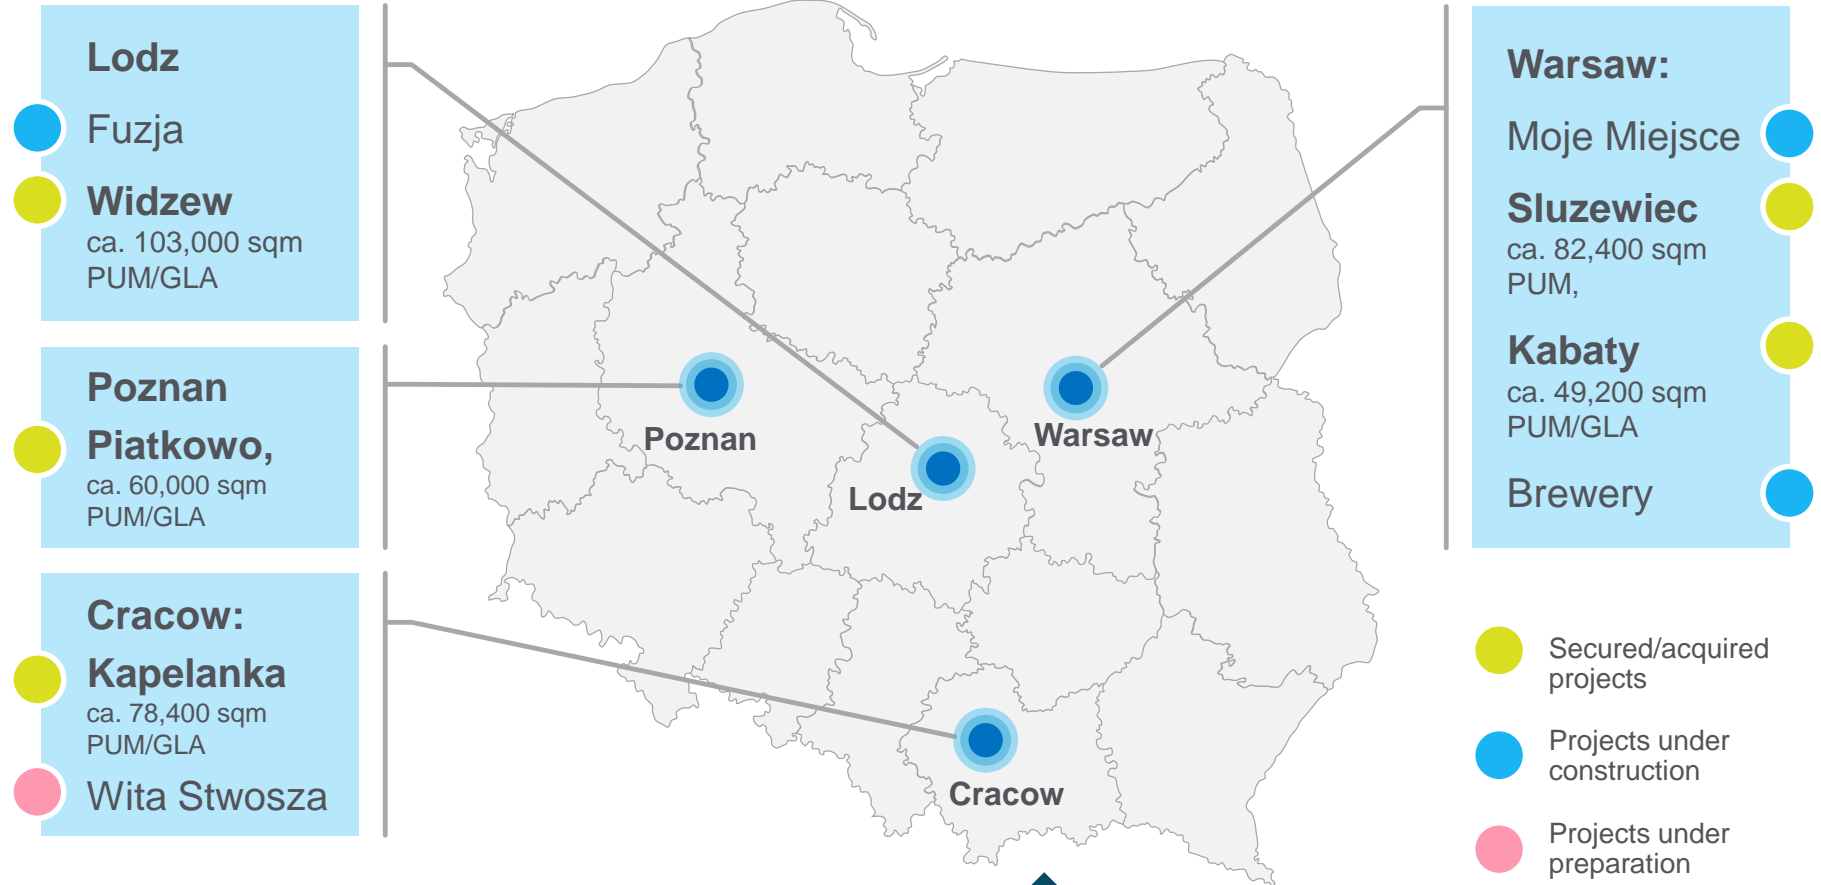 Lodz
Fuzja
Widzew
ca. 103,000 sqm
PUM/GLA
Poznan
Piatkowo,
ca. 60,000 sqm
PUM/GLA
Cracow:
Kapelanka
ca. 78,400 sqm
PUM/GLA
Wita Stwosza
Poznan
Lodz
Warsaw
Cracow
Warsaw:
Moje Miejsce
Sluzewiec
ca. 82,400 sqm
PUM,
Kabaty
ca. 49,200 sqm
PUM/GLA
Brewery
Secured/acquired
projects
Projects under
construction
Projects under
preparation